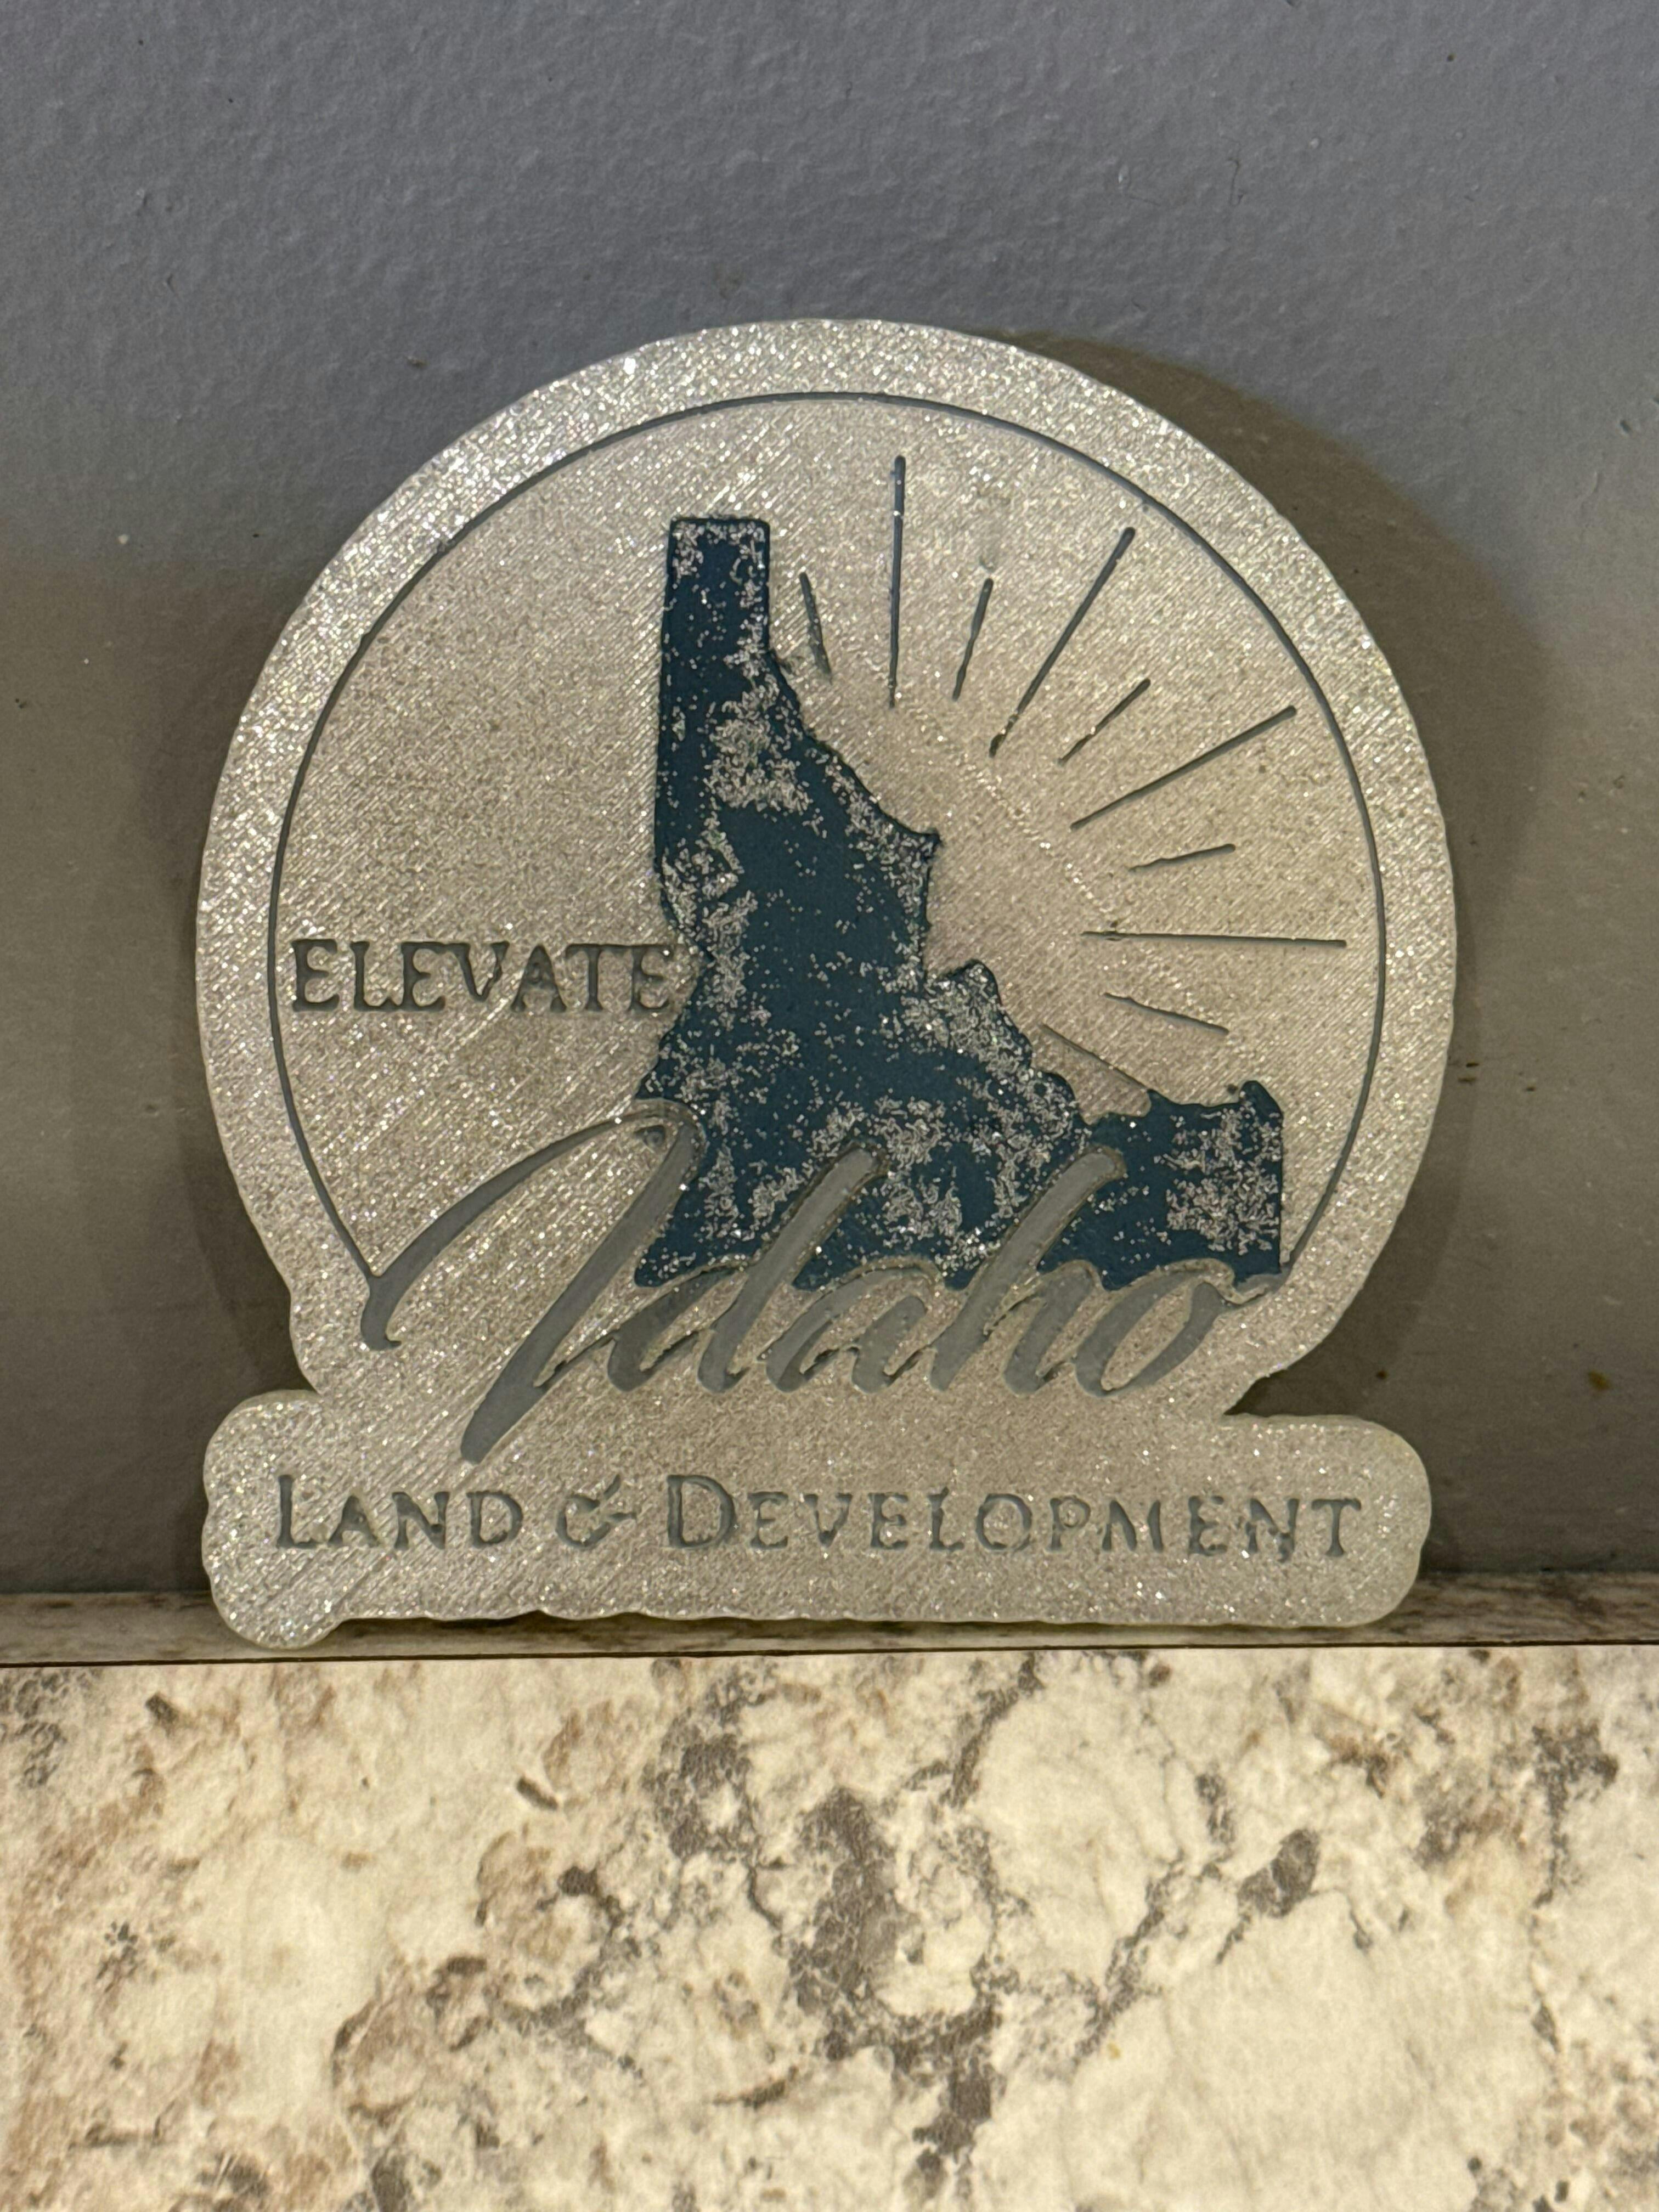 ELEVATE
Idaho
LAND & DEVELOPMENT